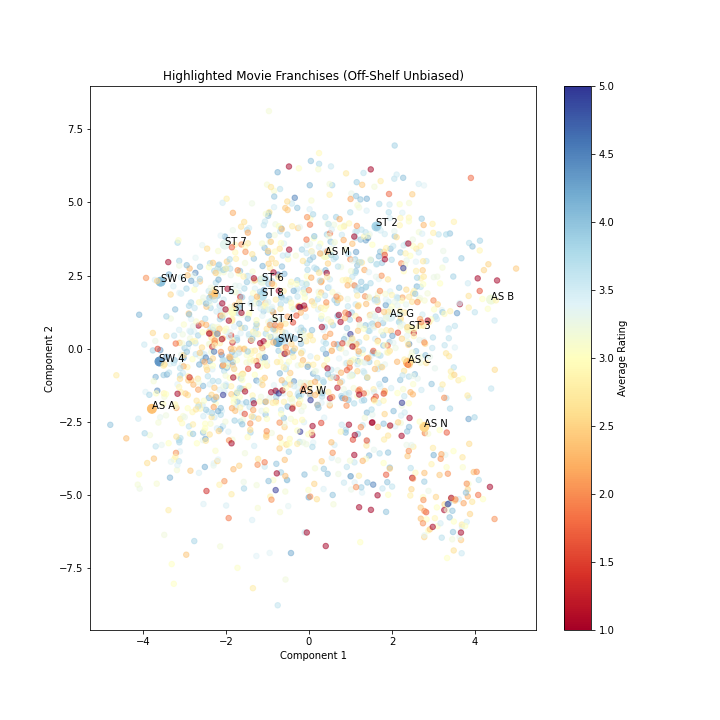 Highlighted Movie Franchises (Off-Shelf Unbiased)
5.0
4.5
4.0
3.5
3.0
2.5
2.0
1.5
1.0
Average Rating
7.5
5.0
2.5
0.0
−2.5
−5.0
−7.5
Component 2
ST 2
ST 7
AS M
SW 6
ST 6
ST 5
ST 8
AS B
ST 1
AS G
ST 4
ST 3
SW 5
SW 4
AS C
AS W
AS A
AS N
−4
−2
0
2
4
Component 1